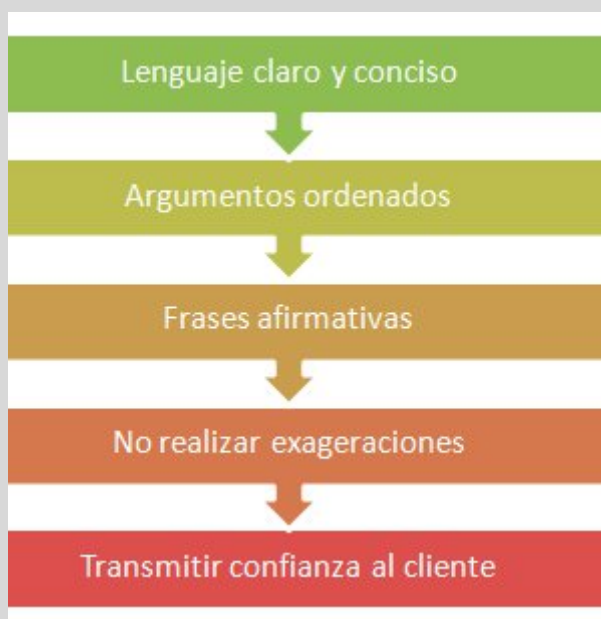 Lenguaje claro y conciso
Argumentos ordenados
Frases afirmativas
No realizar exageraciones
Transmitir confianza al cliente